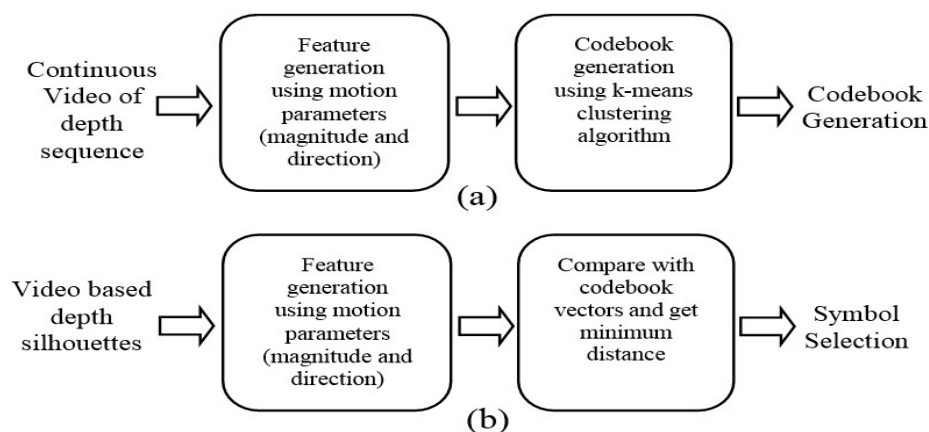 Continuous
Video of
depth
sequence
Feature
generation
using motion
parameters
(magnitude and
direction)
Codebook
generation
using k-means
clustering
algorithm
Codebook
Generation
(a)
Video based
depth
silhouettes
Feature
generation
using motion
parameters
(magnitude and
direction)
Compare with
codebook
vectors and get
minimum
distance
Symbol
Selection
(b)